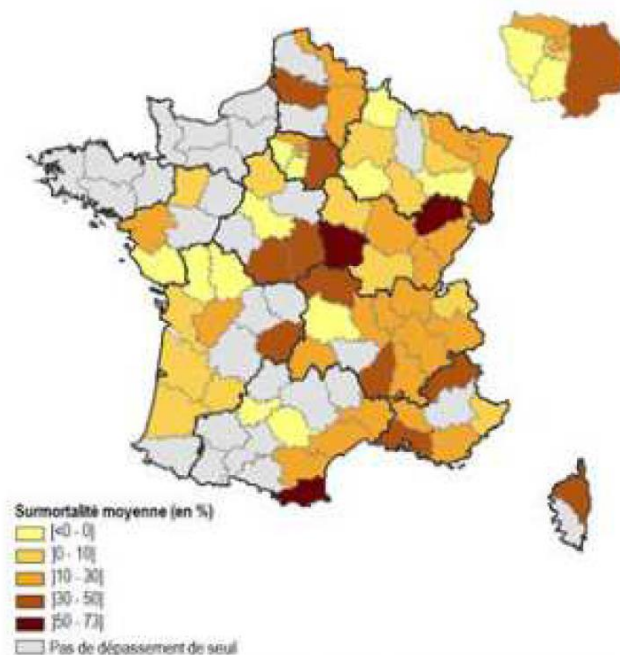 Surmortalité moyenne (en %)
]<0 - 0]
]0 - 10]
]10 - 30]
]30 - 50]
]50 - 73]
Pas de dépassement de seuil